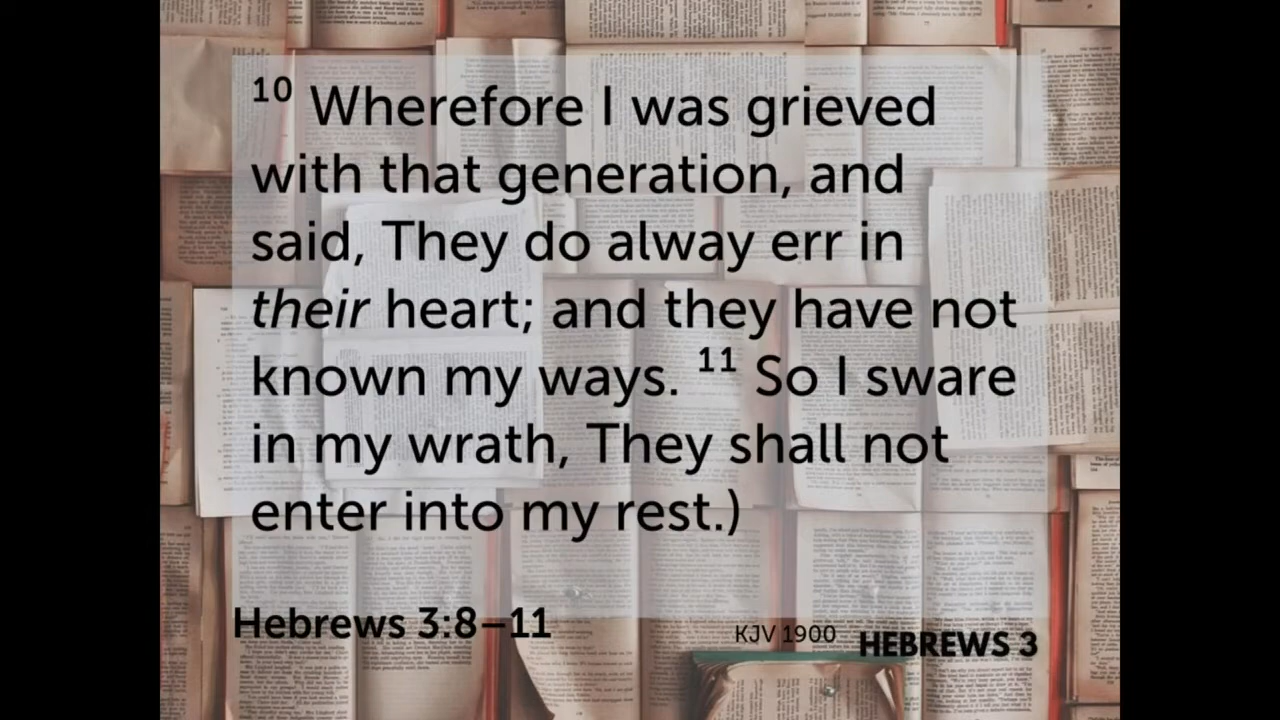 10 Wherefore I was grieved
with that generation, and
said, They do alway err in
their heart; and they have not
known my ways. 11 So I sware
in my wrath, They shall not
enter into my rest.)
Hebrews 3:8–11
KJV 1900
HEBREWS 3